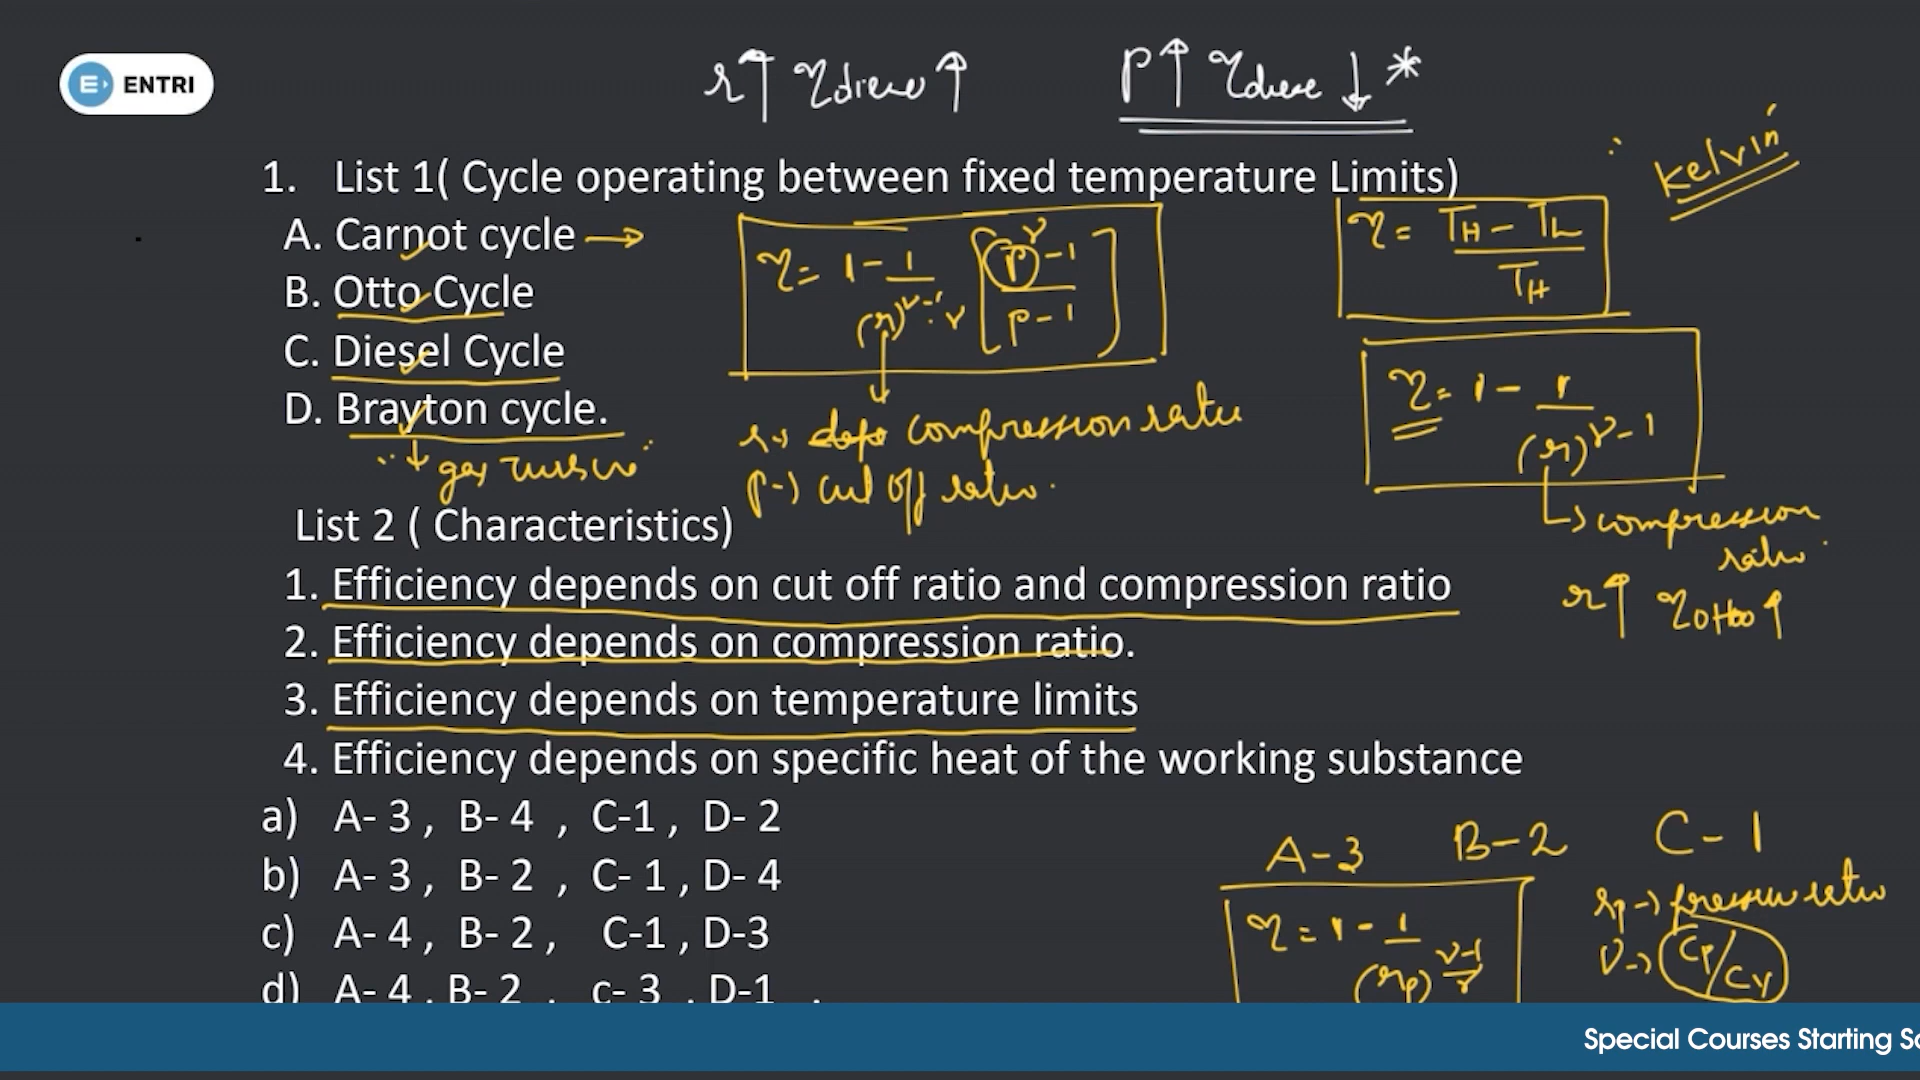 r↑ η diesel ↑ ρ↑ η diesel ↓ *
ENTRI
kelvin
1. List 1( Cycle operating between fixed temperature Limits)
A. Carnot cycle →
η = 1 - 1/((r)^γ-1 · γ) [ρ^γ - 1 / ρ - 1]
η = TH - TL / TH
B. Otto Cycle
C. Diesel Cycle
η = 1 - 1/(r)^γ-1
D. Brayton cycle.
r → compression ratio
gas turbine
ρ → cut off ratio.
↳ compression
ratio
List 2 ( Characteristics)
1. Efficiency depends on cut off ratio and compression ratio
r↑ η otto ↑
2. Efficiency depends on compression ratio.
3. Efficiency depends on temperature limits
4. Efficiency depends on specific heat of the working substance
a) A- 3 , B- 4 , C-1 , D- 2
A-3 B-2 C-1
b) A- 3 , B- 2 , C- 1 , D- 4
rp → pressure ratio
c) A- 4 , B- 2 , C-1 , D-3
η = 1 - 1/(rp)^γ-1/γ
γ → Cp/Cv
d) A- 4 , B- 2 , c- 3 , D-1 .
Special Courses Starting